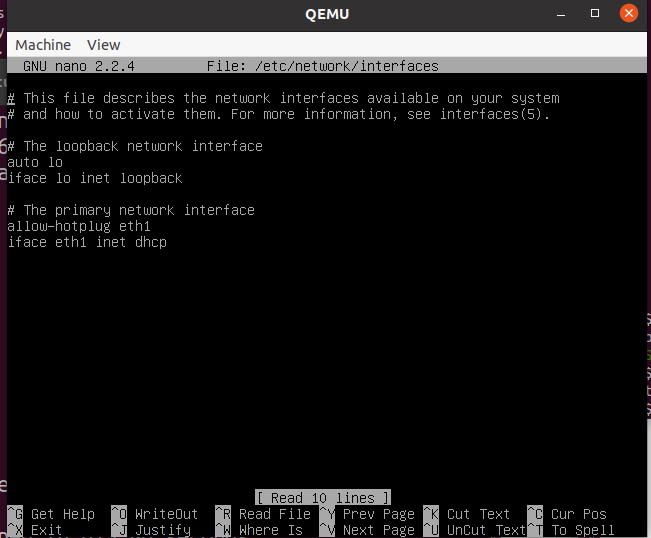 QEMU
Machine View
GNU nano 2.2.4 File: /etc/network/interfaces
# This file describes the network interfaces available on your system
# and how to activate them. For more information, see interfaces(5).
# The loopback network interface
auto lo
iface lo inet loopback
# The primary network interface
allow-hotplug eth1
iface eth1 inet dhcp
[ Read 10 lines ]
^G Get Help ^O WriteOut ^R Read File ^Y Prev Page ^K Cut Text ^C Cur Pos
^X Exit ^J Justify ^W Where Is ^V Next Page ^U UnCut Text ^T To Spell